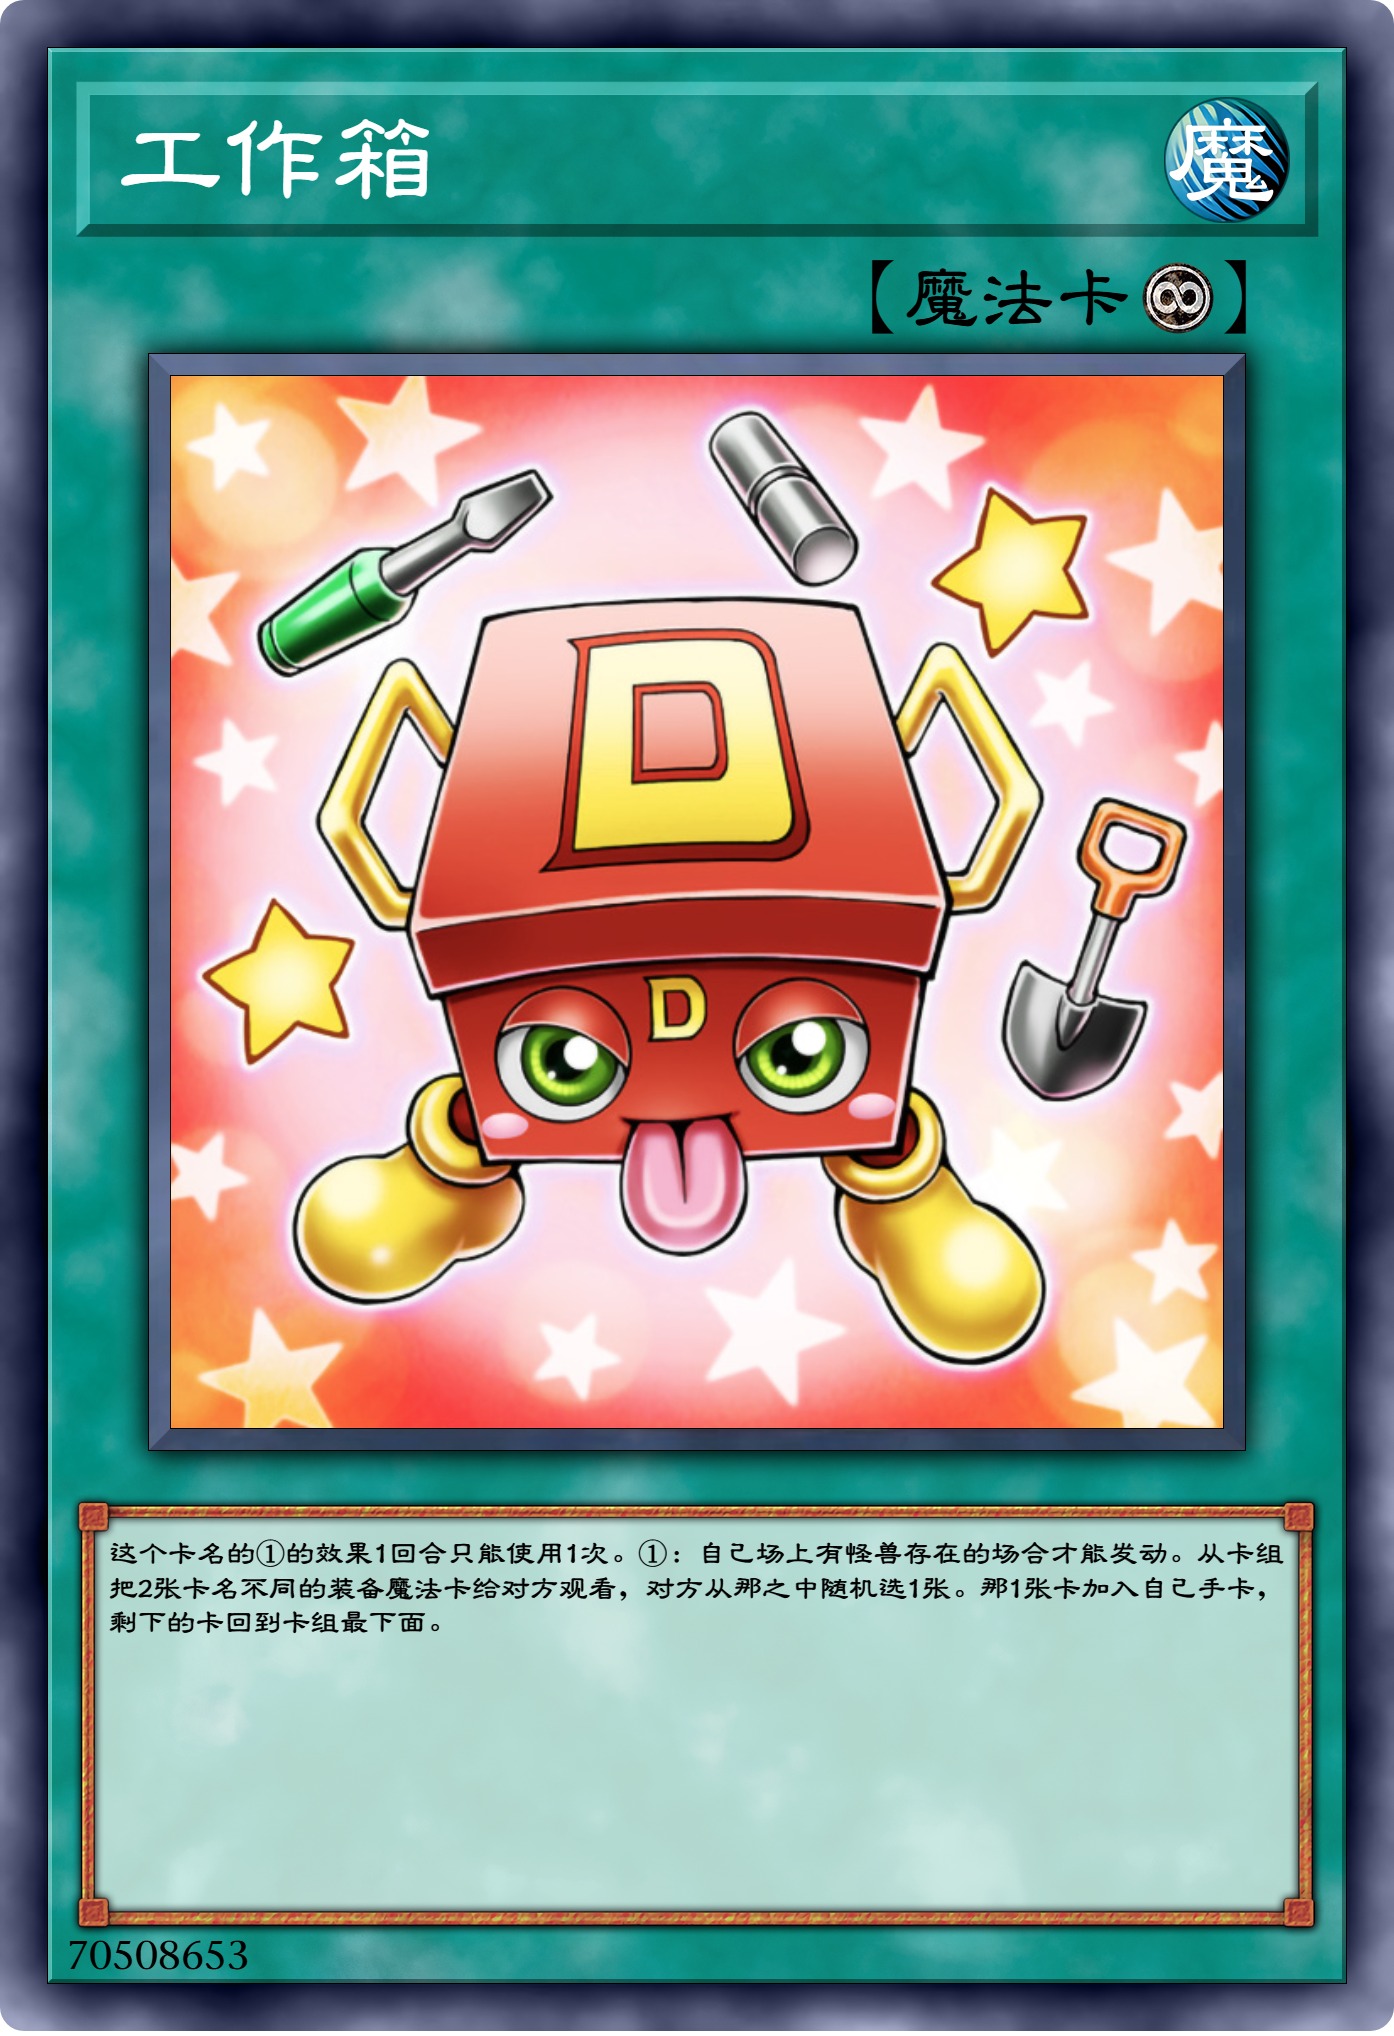 工作箱
魔
【魔法卡♾】
D
D
这个卡名的①的效果1回合只能使用1次。①：自己场上有怪兽存在的场合才能发动。从卡组
把2张卡名不同的装备魔法卡给对方观看，对方从那之中随机选1张。那1张卡加入自己手卡，
剩下的卡回到卡组最下面。
70508653